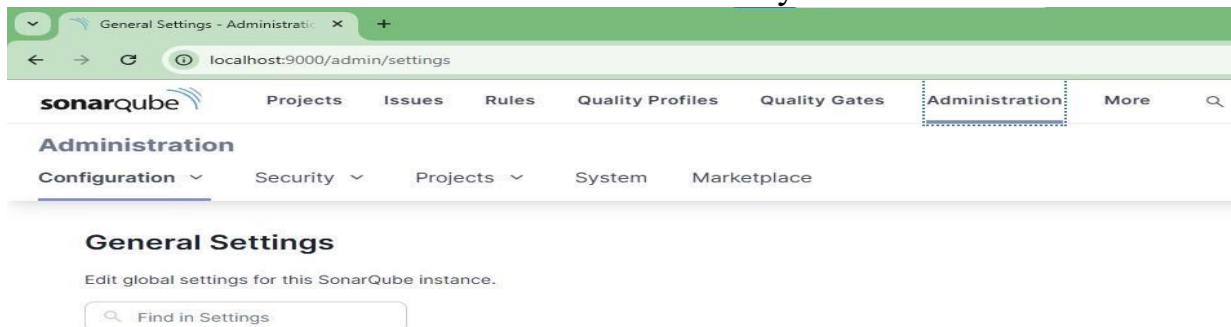 y
General Settings - Administratic
localhost:9000/admin/settings
sonarqube Projects Issues Rules Quality Profiles Quality Gates Administration More
Administration
Configuration Security Projects System Marketplace
General Settings
Edit global settings for this SonarQube instance.
Find in Settings